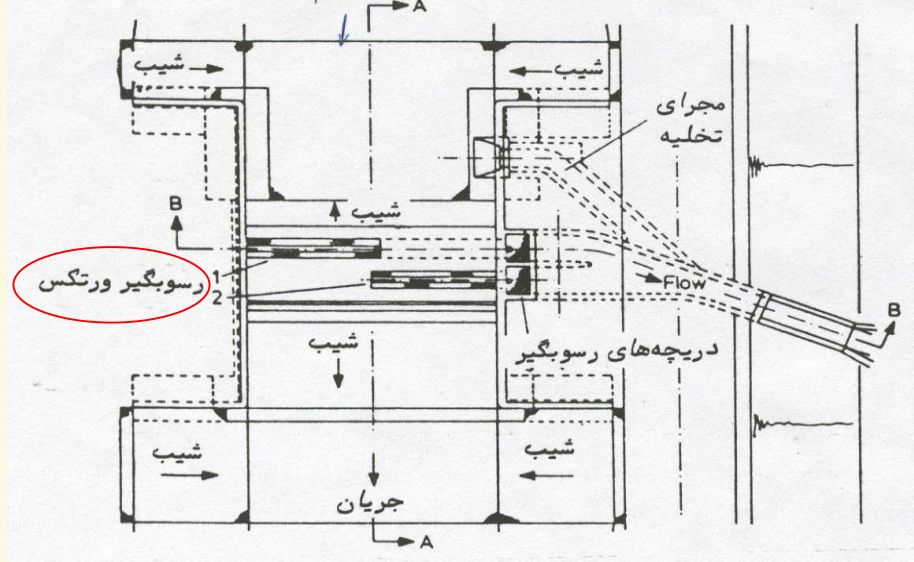 A
شیب
شیب
مجرای
تخلیه
B
شیب
رسوبگیر ورتکس
1
2
Flow
B
شیب
دریچه‌های رسوبگیر
شیب
شیب
جریان
A